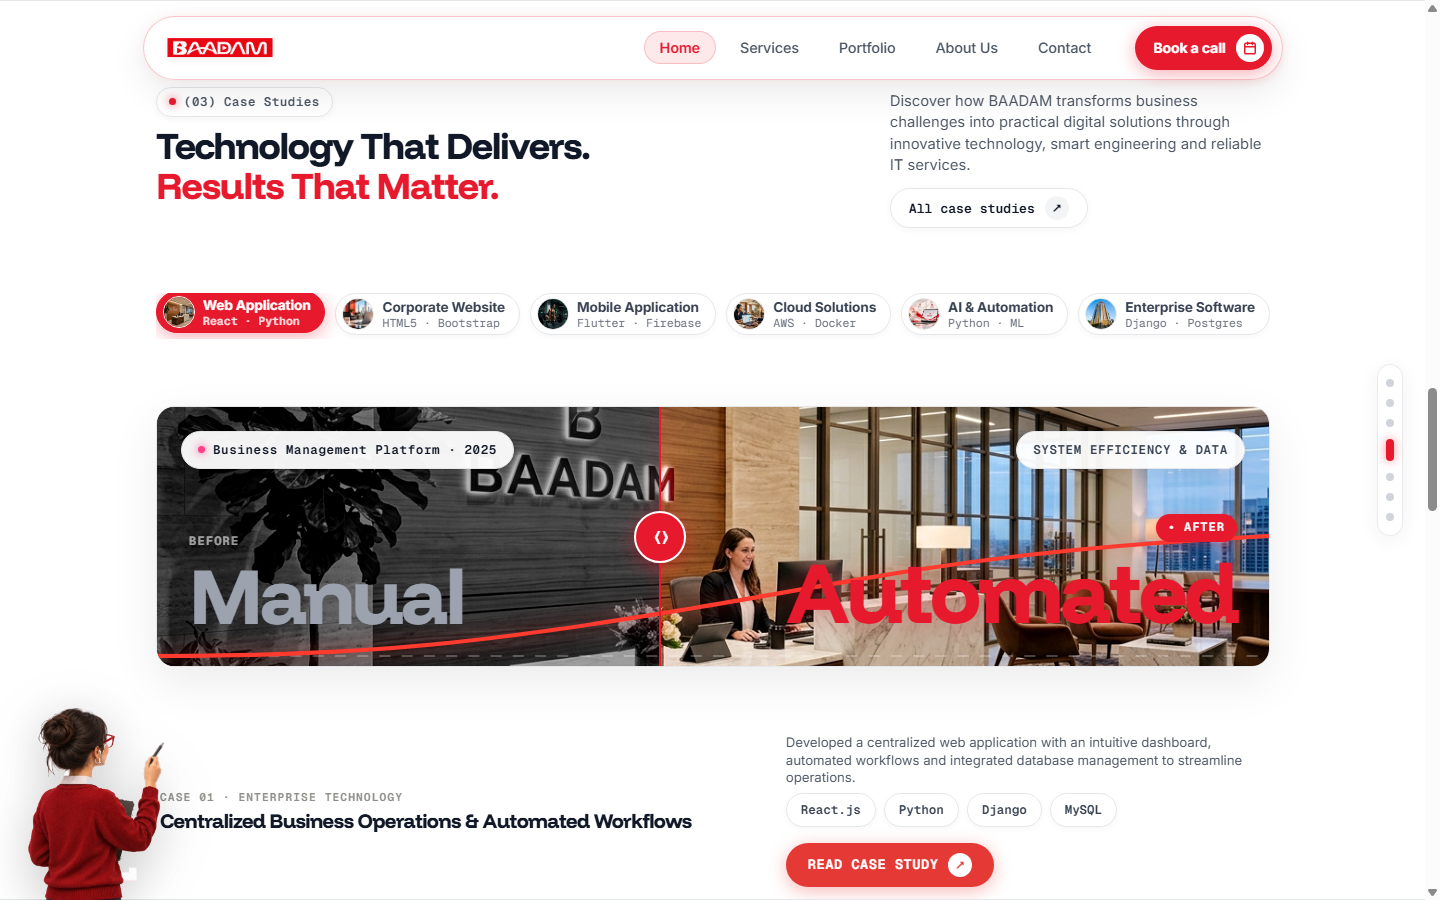 BAADAM
Home
Services
Portfolio
About Us
Contact
Book a call
(03) Case Studies
Technology That Delivers.
Results That Matter.
Discover how BAADAM transforms business
challenges into practical digital solutions through
innovative technology, smart engineering and reliable
IT services.
All case studies ↗
Web Application
React · Python
Corporate Website
HTML5 · Bootstrap
Mobile Application
Flutter · Firebase
Cloud Solutions
AWS · Docker
AI & Automation
Python · ML
Enterprise Software
Django · Postgres
Business Management Platform · 2025
SYSTEM EFFICIENCY & DATA
B
BAADAM
BEFORE
Manual
• AFTER
Automated
CASE 01 · ENTERPRISE TECHNOLOGY
Centralized Business Operations & Automated Workflows
Developed a centralized web application with an intuitive dashboard,
automated workflows and integrated database management to streamline
operations.
React.js
Python
Django
MySQL
READ CASE STUDY ↗